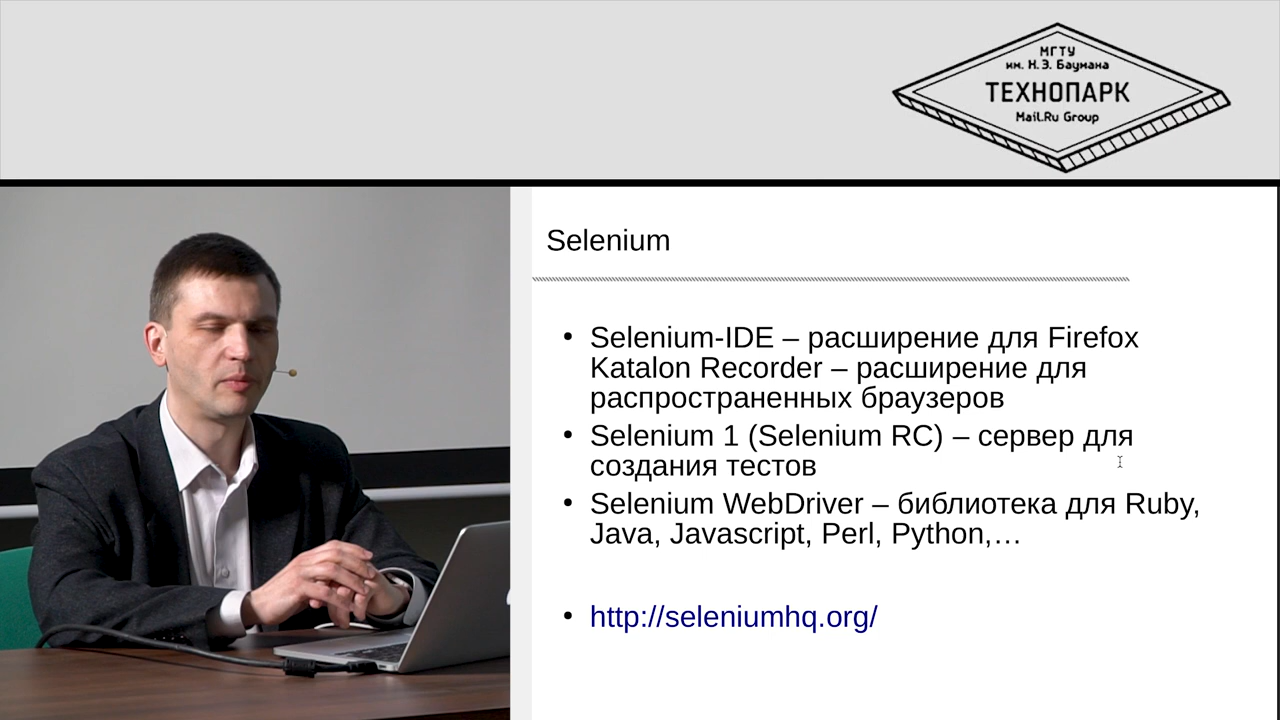 МГТУ
им. Н.Э. Баумана
ТЕХНОПАРК
Mail.Ru Group
Selenium
• Selenium-IDE – расширение для Firefox
Katalon Recorder – расширение для
распространенных браузеров
• Selenium 1 (Selenium RC) – сервер для
создания тестов
• Selenium WebDriver – библиотека для Ruby,
Java, Javascript, Perl, Python,…
• http://seleniumhq.org/